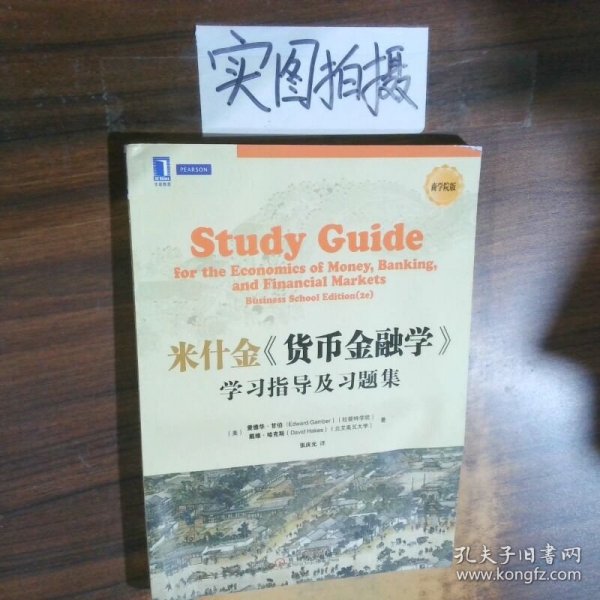 实图拍摄
PEARSON
华章教育
商学院版
Study Guide
for the Economics of Money, Banking,
and Financial Markets
Business School Edition(2e)
米什金《货币金融学》
学习指导及习题集
(美) 爱德华·甘伯 (Edward Gamber) (拉斐特学院) 著
戴维·哈克斯 (David Hakes) (北艾奥瓦大学)
张庆元 译
孔夫子旧书网
www.kongfz.com